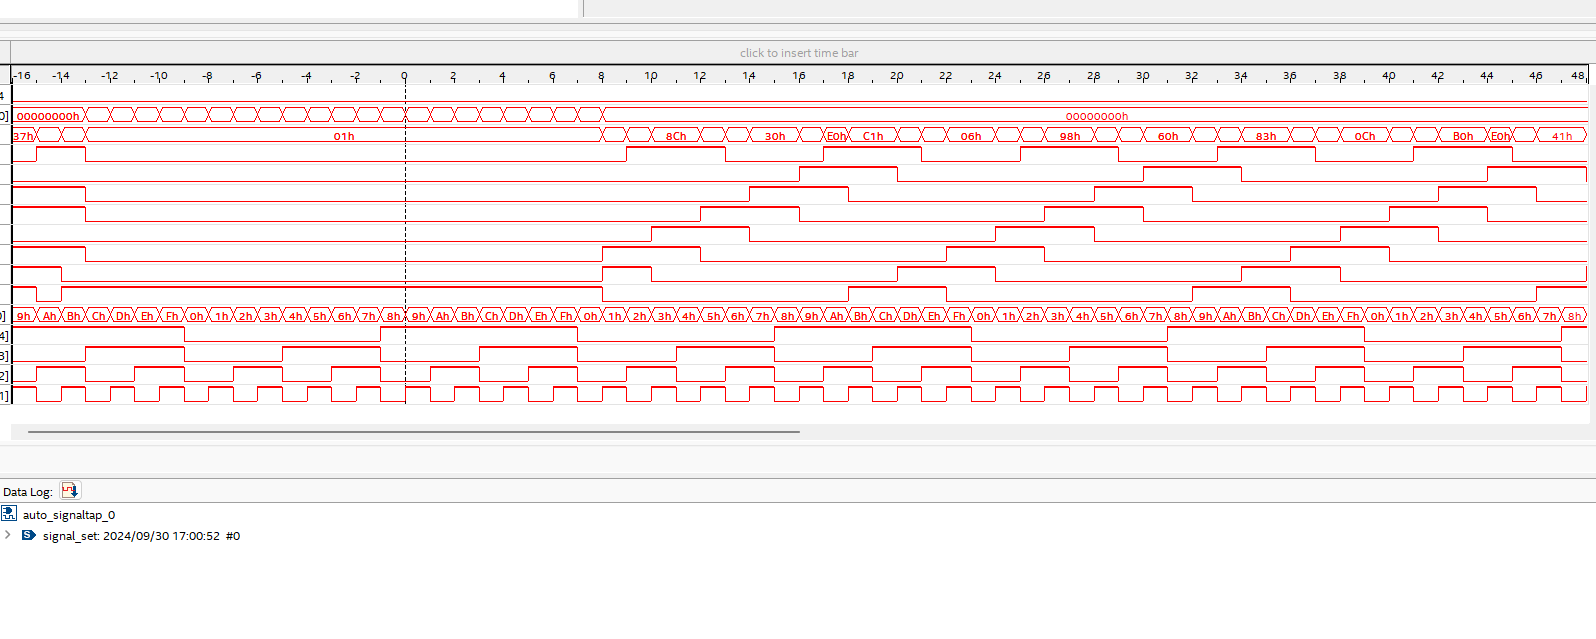 click to insert time bar
-16 -14 -12 -10 -8 -6 -4 -2 0 2 4 6 8 10 12 14 16 18 20 22 24 26 28 30 32 34 36 38 40 42 44 46 48
4
0] 00000000h 00000000h
37h 01h 8Ch 30h E0h C1h 06h 98h 60h 83h 0Ch B0h E0h 41h
0] 9h Ah Bh Ch Dh Eh Fh 0h 1h 2h 3h 4h 5h 6h 7h 8h 9h Ah Bh Ch Dh Eh Fh 0h 1h 2h 3h 4h 5h 6h 7h 8h 9h Ah Bh Ch Dh Eh Fh 0h 1h 2h 3h 4h 5h 6h 7h 8h 9h Ah Bh Ch Dh Eh Fh 0h 1h 2h 3h 4h 5h 6h 7h 8h
4]
3]
2]
1]
Data Log:
auto_signaltap_0
signal_set: 2024/09/30 17:00:52 #0